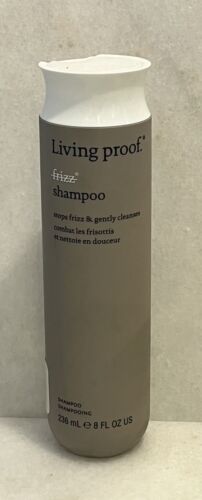 Living proof.®
frizz®
shampoo
stops frizz & gently cleanses
combat les frisottis
et nettoie en douceur
SHAMPOO
SHAMPOOING
236 mL ℮ 8 FL OZ US